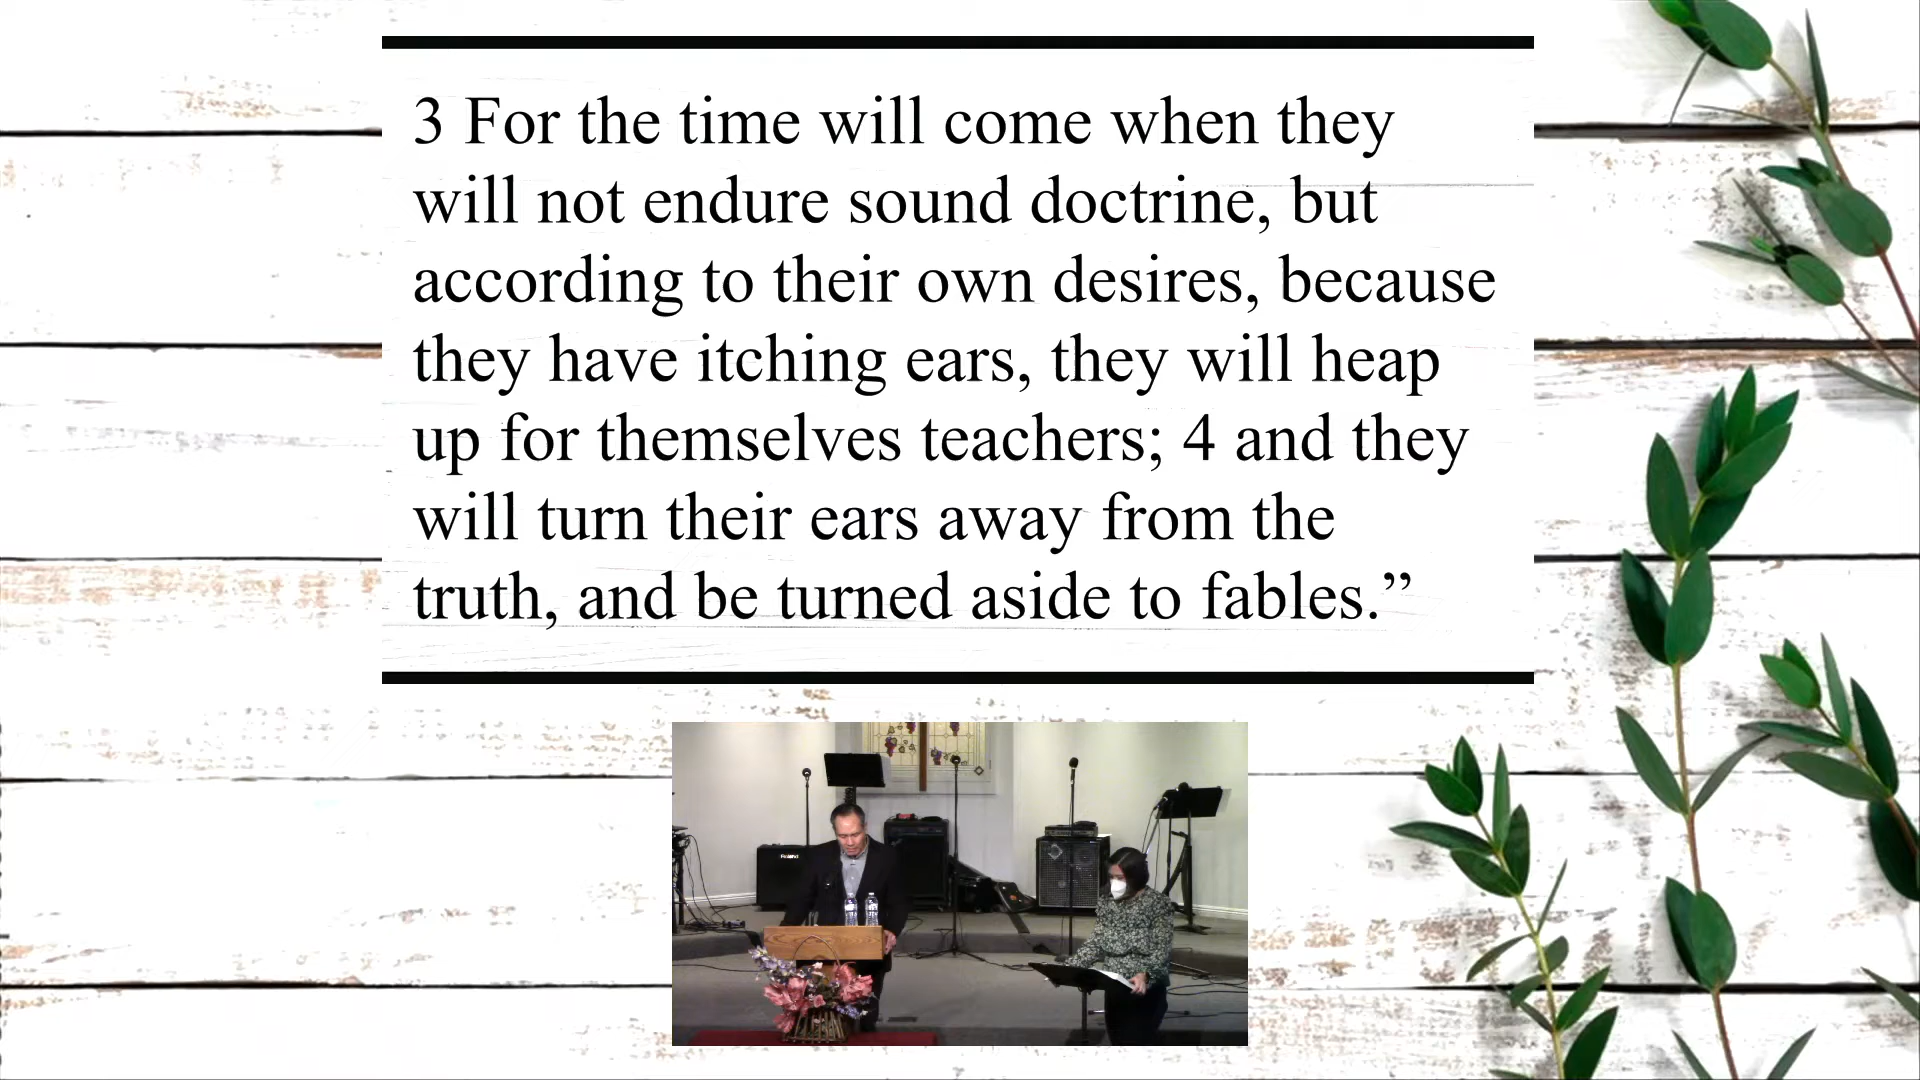 3 For the time will come when they
will not endure sound doctrine, but
according to their own desires, because
they have itching ears, they will heap
up for themselves teachers; 4 and they
will turn their ears away from the
truth, and be turned aside to fables.”
Roland